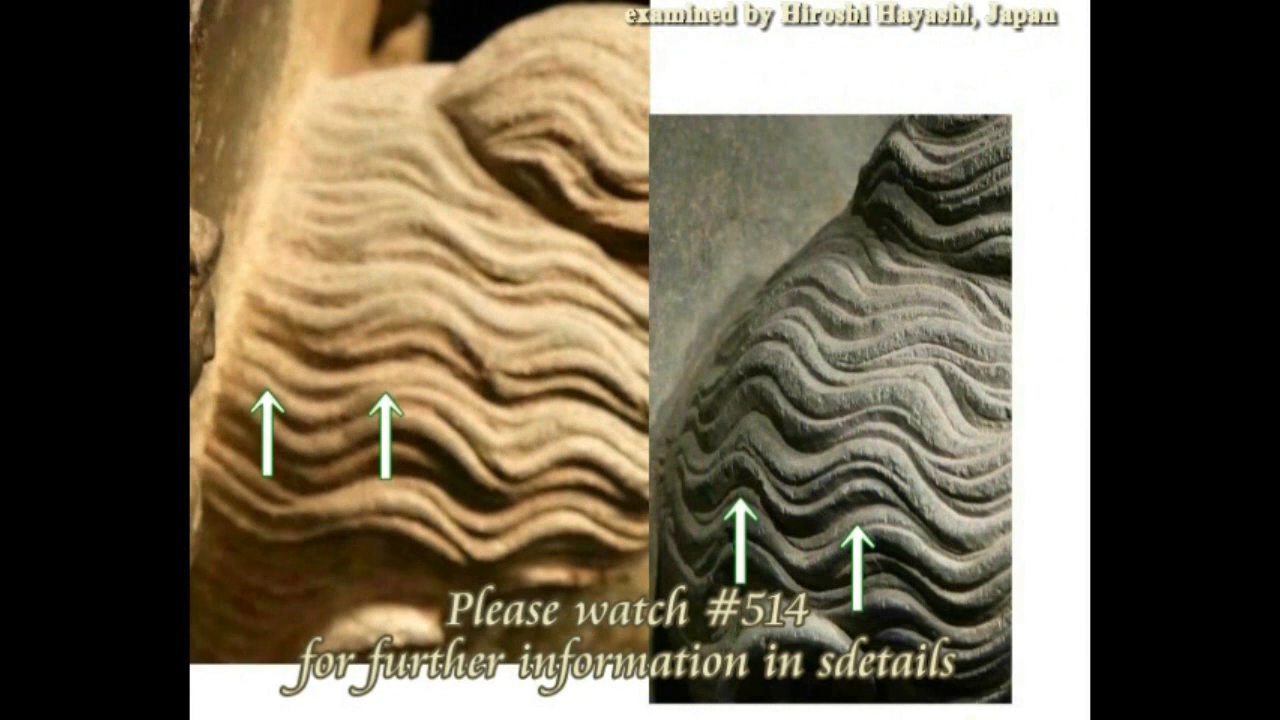 examined by Hiroshi Hayashi, Japan
Please watch #514
for further information in sdetails